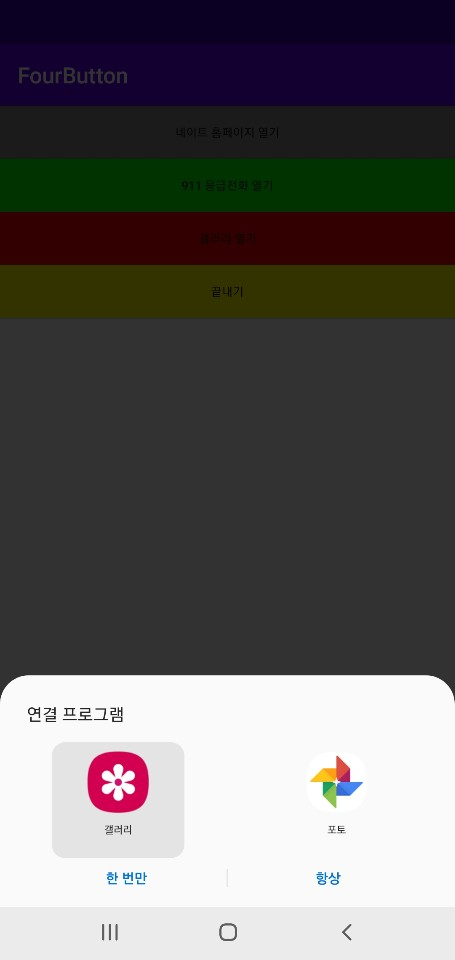 FourButton
네이트 홈페이지 열기
911 응급전화 열기
갤러리 열기
끝내기
연결 프로그램
갤러리
포토
한 번만
항상